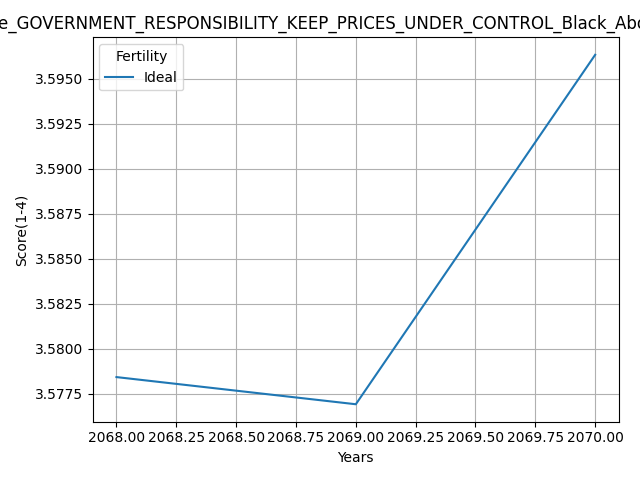 e_GOVERNMENT_RESPONSIBILITY_KEEP_PRICES_UNDER_CONTROL_Black_Abo
Fertility
Ideal
Score(1-4)
3.5950
3.5925
3.5900
3.5875
3.5850
3.5825
3.5800
3.5775
2068.00 2068.25 2068.50 2068.75 2069.00 2069.25 2069.50 2069.75 2070.00
Years